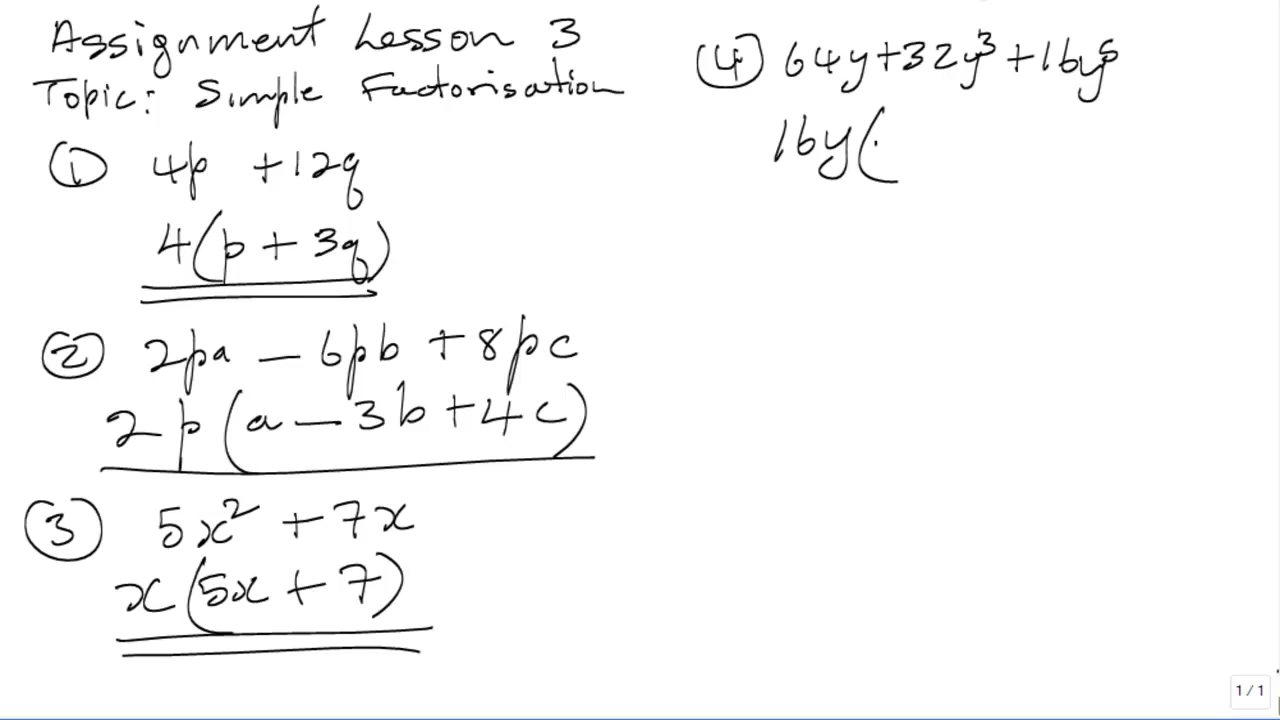 Assignment Lesson 3
Topic: Simple Factorisation
① 4p + 12q
4(p + 3q)
② 2pa - 6pb + 8pc
2p(a - 3b + 4c)
③ 5x² + 7x
x(5x + 7)
④ 64y + 32y³ + 16y⁵
16y(
1 / 1